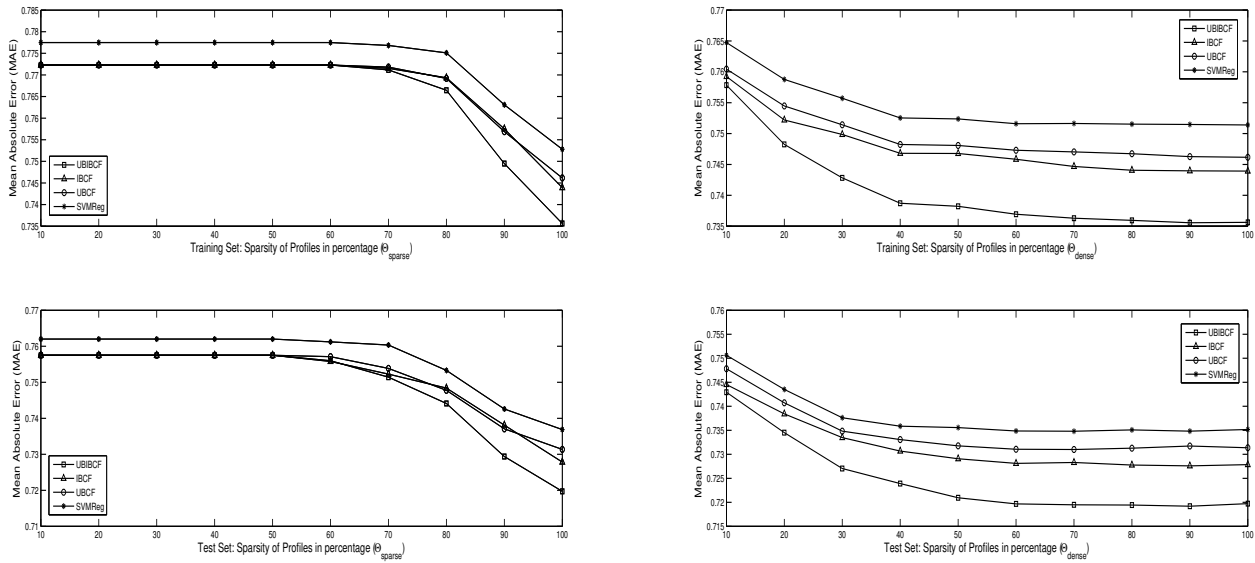 0.785
0.78
0.775
0.77
0.765
0.76
0.755
0.75
0.745
0.74
0.735
Mean Absolute Error (MAE)
UBIBCF
IBCF
UBCF
SVMReg
10 20 30 40 50 60 70 80 90 100
Training Set: Sparsity of Profiles in percentage (Θsparse)
0.77
0.765
0.76
0.755
0.75
0.745
0.74
0.735
Mean Absolute Error (MAE)
UBIBCF
IBCF
UBCF
SVMReg
10 20 30 40 50 60 70 80 90 100
Training Set: Sparsity of Profiles in percentage (Θdense)
0.77
0.76
0.75
0.74
0.73
0.72
0.71
Mean Absolute Error (MAE)
UBIBCF
IBCF
UBCF
SVMReg
10 20 30 40 50 60 70 80 90 100
Test Set: Sparsity of Profiles in percentage (Θsparse)
0.76
0.755
0.75
0.745
0.74
0.735
0.73
0.725
0.72
0.715
Mean Absolute Error (MAE)
UBIBCF
IBCF
UBCF
SVMReg
10 20 30 40 50 60 70 80 90 100
Test Set: Sparsity of Profiles in percentage (Θdense)